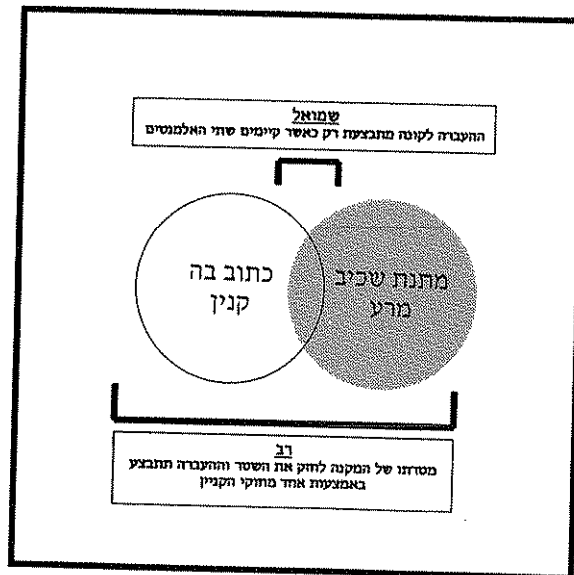 שמואל
ההעברה לקונה מתבצעת רק כאשר קיימים שתי האלמנטים
כתוב בה
קנין
מתנת שכיב
מרע
רב
מטרתו של המקנה לחזק את השטר וההעברה תתבצע
באמצעות אחד מחוקי הקניין